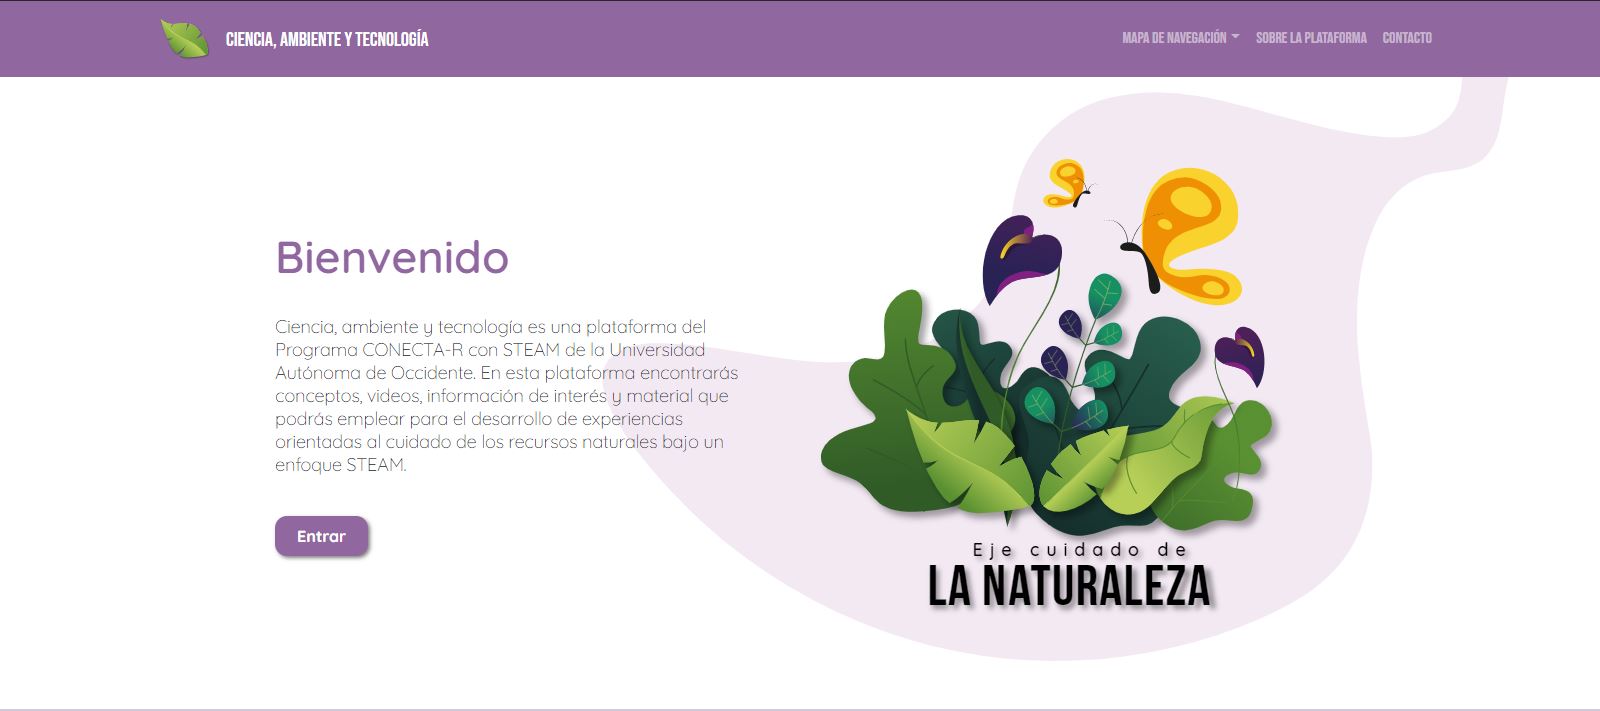 CIENCIA, AMBIENTE Y TECNOLOGÍA
MAPA DE NAVEGACIÓN SOBRE LA PLATAFORMA CONTACTO
Bienvenido
Ciencia, ambiente y tecnología es una plataforma del
Programa CONECTA-R con STEAM de la Universidad
Autónoma de Occidente. En esta plataforma encontrarás
conceptos, videos, información de interés y material que
podrás emplear para el desarrollo de experiencias
orientadas al cuidado de los recursos naturales bajo un
enfoque STEAM.
Entrar
Eje cuidado de
LA NATURALEZA